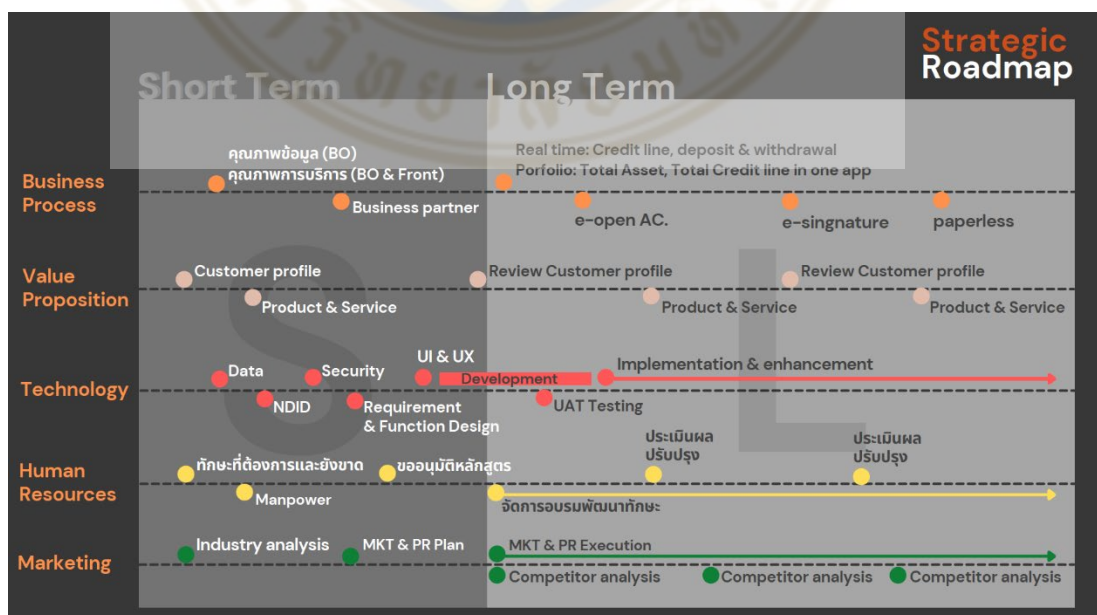 Strategic
Roadmap
Short Term
Long Term
Business
Process
คุณภาพข้อมูล (BO)
คุณภาพการบริการ (BO & Front)
Business partner
Real time: Credit line, deposit & withdrawal
Porfolio: Total Asset, Total Credit line in one app
e-open AC.
e-singnature
paperless
Value
Proposition
Customer profile
Product & Service
Review Customer profile
Product & Service
Review Customer profile
Product & Service
Technology
Data
NDID
Security
Requirement
& Function Design
UI & UX
Development
UAT Testing
Implementation & enhancement
Human
Resources
ทักษะที่ต้องการและยังขาด
Manpower
ขออนุมัติหลักสูตร
จัดการอบรมพัฒนาทักษะ
ประเมินผล
ปรับปรุง
ประเมินผล
ปรับปรุง
Marketing
Industry analysis
MKT & PR Plan
MKT & PR Execution
Competitor analysis
Competitor analysis
Competitor analysis
S
L